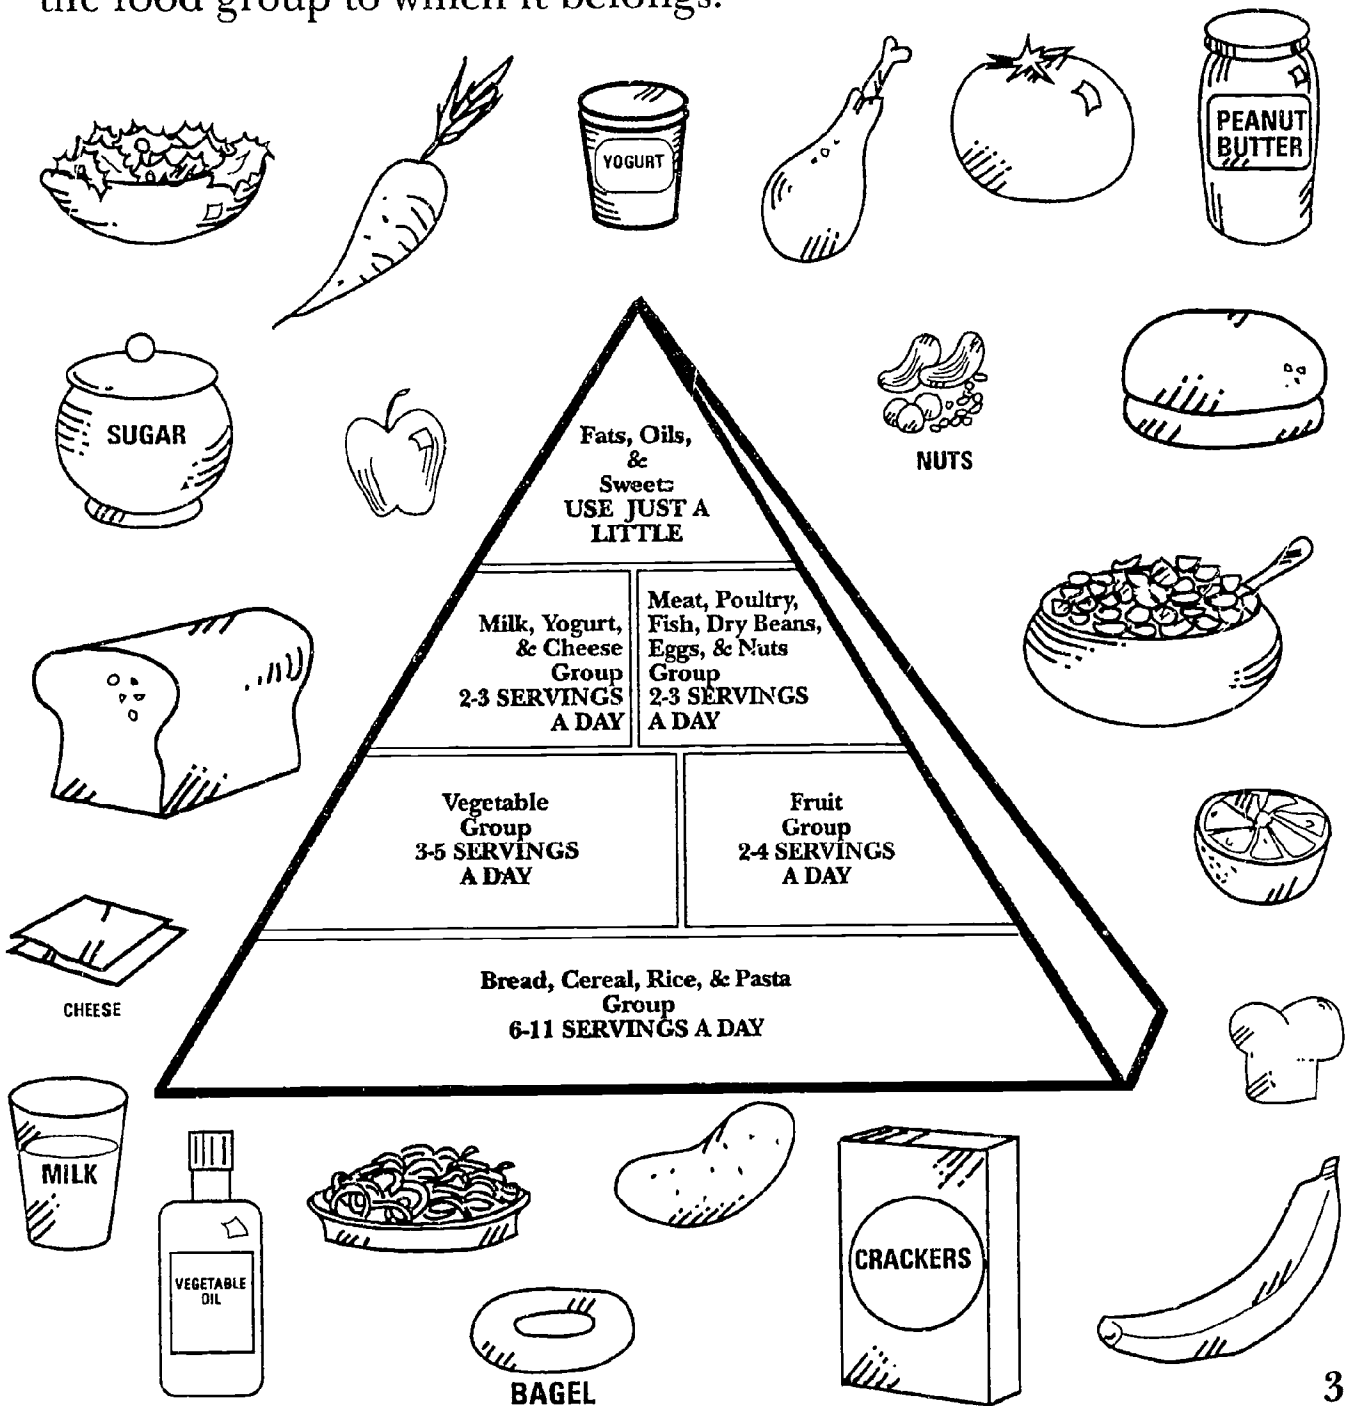 the food group to which it belongs.
YOGURT
PEANUT
BUTTER
SUGAR
NUTS
Fats, Oils,
&
Sweets
USE JUST A
LITTLE
Milk, Yogurt,
& Cheese
Group
2-3 SERVINGS
A DAY
Meat, Poultry,
Fish, Dry Beans,
Eggs, & Nuts
Group
2-3 SERVINGS
A DAY
Vegetable
Group
3-5 SERVINGS
A DAY
Fruit
Group
2-4 SERVINGS
A DAY
CHEESE
Bread, Cereal, Rice, & Pasta
Group
6-11 SERVINGS A DAY
MILK
VEGETABLE
OIL
CRACKERS
BAGEL
3